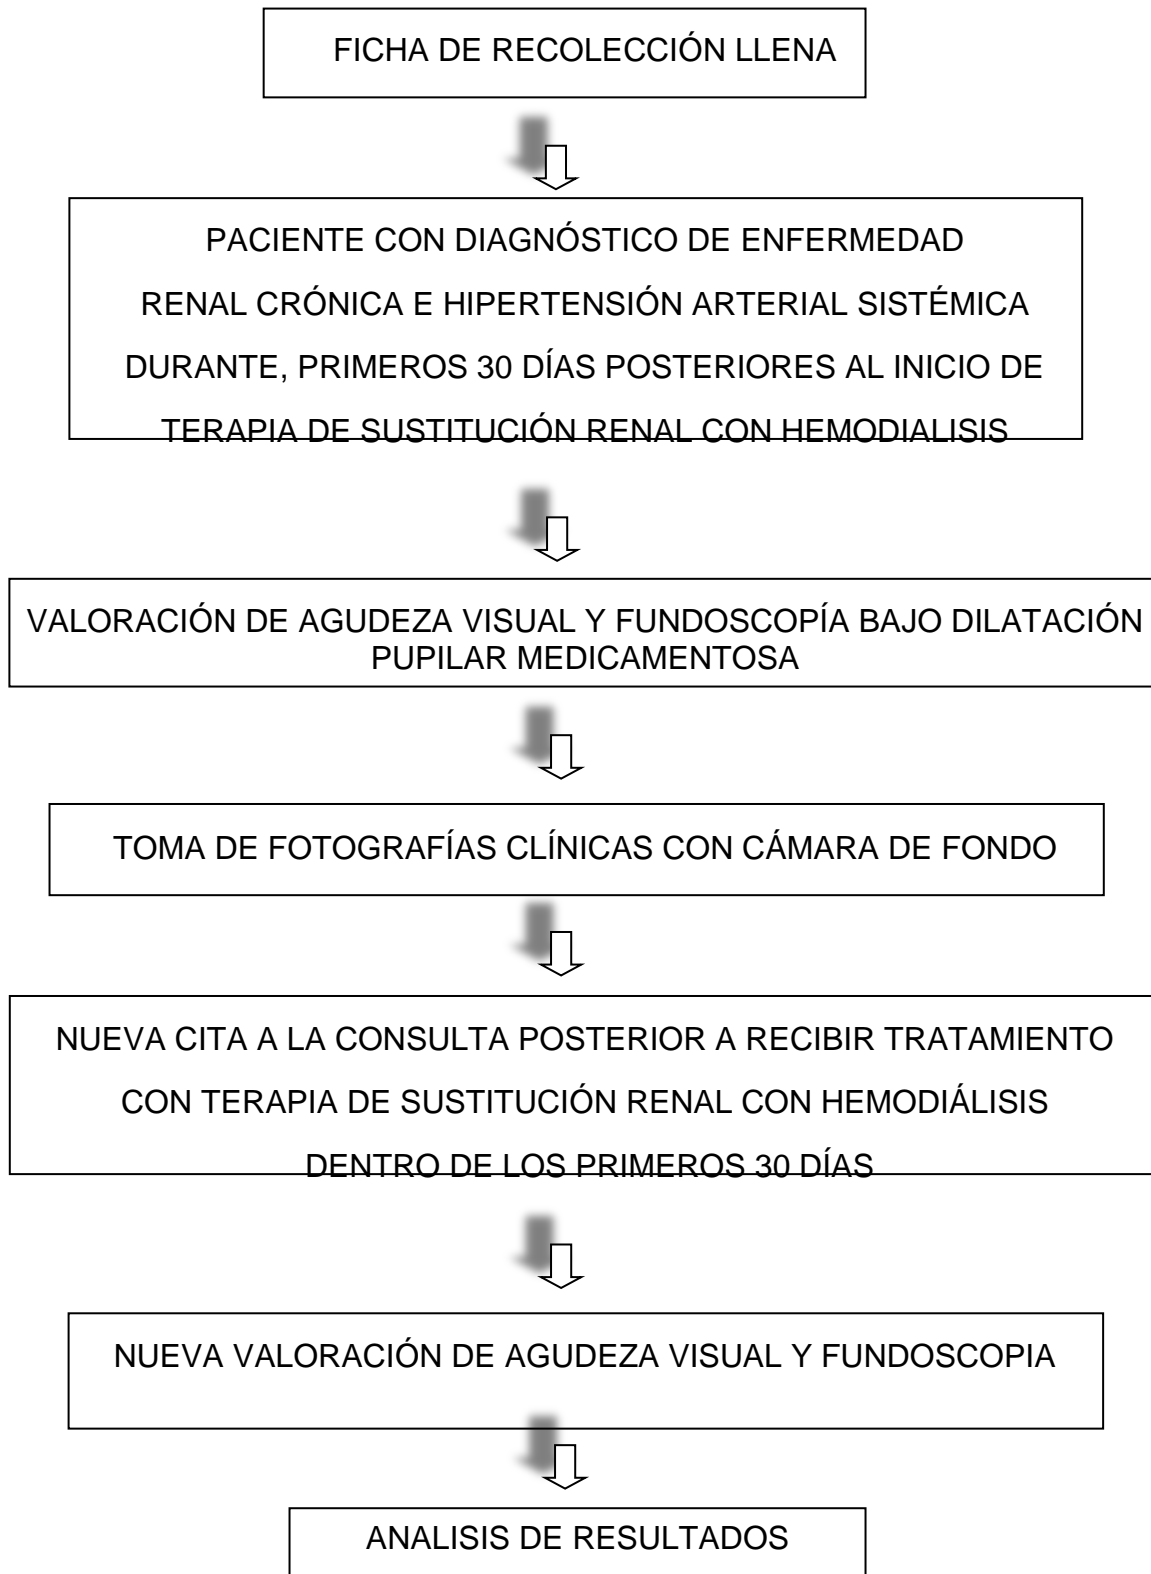 FICHA DE RECOLECCIÓN LLENA
PACIENTE CON DIAGNÓSTICO DE ENFERMEDAD
RENAL CRÓNICA E HIPERTENSIÓN ARTERIAL SISTÉMICA
DURANTE, PRIMEROS 30 DÍAS POSTERIORES AL INICIO DE
TERAPIA DE SUSTITUCIÓN RENAL CON HEMODIALISIS
VALORACIÓN DE AGUDEZA VISUAL Y FUNDOSCOPÍA BAJO DILATACIÓN
PUPILAR MEDICAMENTOSA
TOMA DE FOTOGRAFÍAS CLÍNICAS CON CÁMARA DE FONDO
NUEVA CITA A LA CONSULTA POSTERIOR A RECIBIR TRATAMIENTO
CON TERAPIA DE SUSTITUCIÓN RENAL CON HEMODIÁLISIS
DENTRO DE LOS PRIMEROS 30 DÍAS
NUEVA VALORACIÓN DE AGUDEZA VISUAL Y FUNDOSCOPIA
ANALISIS DE RESULTADOS